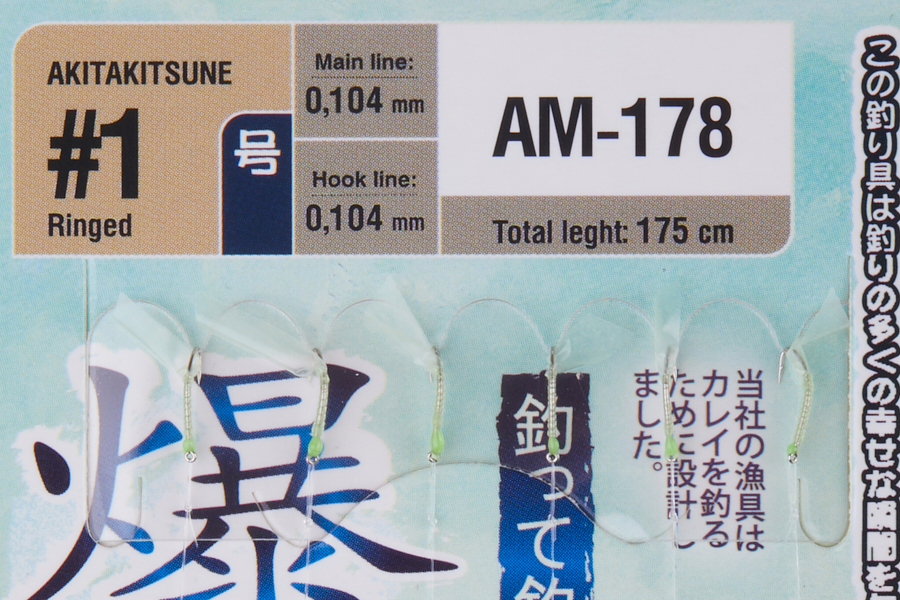 AKITAKITSUNE
#1
Ringed
号
Main line:
0,104 mm
Hook line:
0,104 mm
AM-178
Total leght: 175 cm
この釣り具は釣りの多くの幸せな瞬間を
当社の漁具は
カレイを釣る
ために設計し
ました。
釣って釣
爆